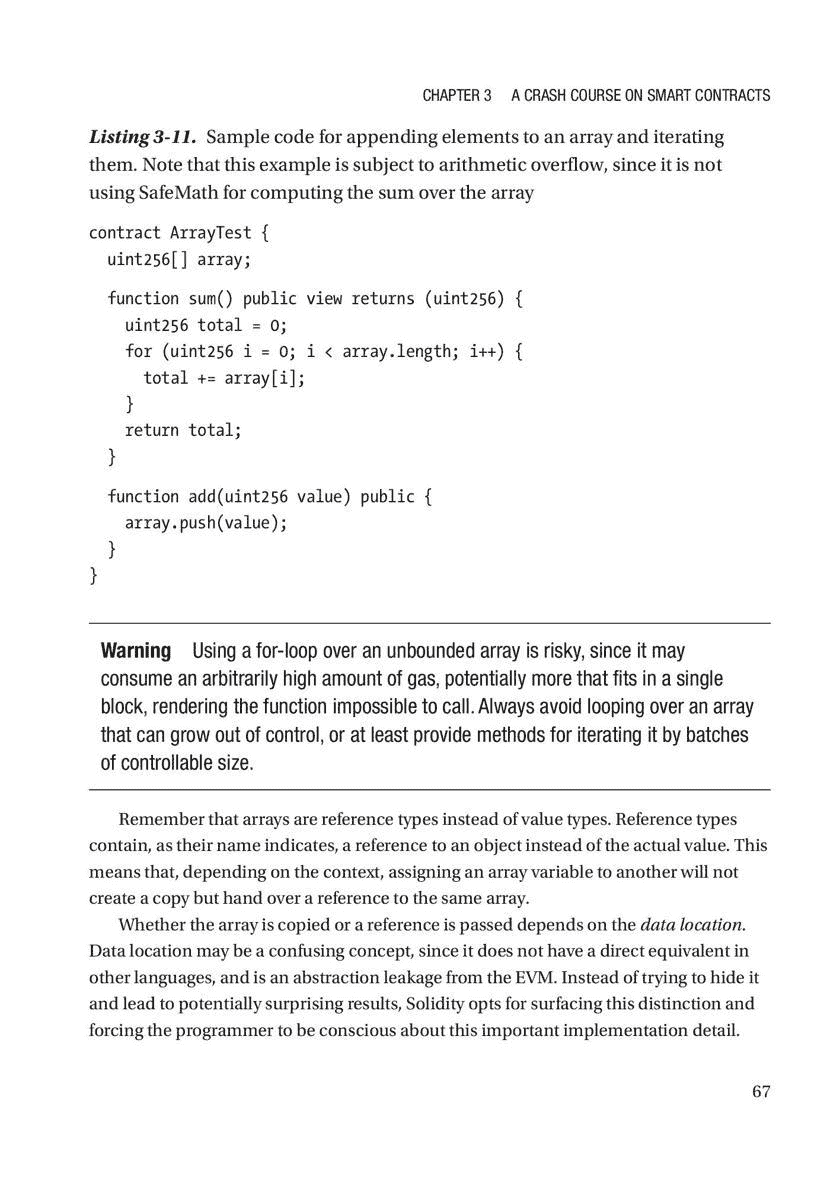 CHAPTER 3 A CRASH COURSE ON SMART CONTRACTS
Listing 3-11. Sample code for appending elements to an array and iterating
them. Note that this example is subject to arithmetic overflow, since it is not
using SafeMath for computing the sum over the array
contract ArrayTest {
  uint256[] array;
  function sum() public view returns (uint256) {
    uint256 total = 0;
    for (uint256 i = 0; i < array.length; i++) {
      total += array[i];
    }
    return total;
  }
  function add(uint256 value) public {
    array.push(value);
  }
}
Warning Using a for-loop over an unbounded array is risky, since it may
consume an arbitrarily high amount of gas, potentially more that fits in a single
block, rendering the function impossible to call. Always avoid looping over an array
that can grow out of control, or at least provide methods for iterating it by batches
of controllable size.
Remember that arrays are reference types instead of value types. Reference types
contain, as their name indicates, a reference to an object instead of the actual value. This
means that, depending on the context, assigning an array variable to another will not
create a copy but hand over a reference to the same array.
Whether the array is copied or a reference is passed depends on the data location.
Data location may be a confusing concept, since it does not have a direct equivalent in
other languages, and is an abstraction leakage from the EVM. Instead of trying to hide it
and lead to potentially surprising results, Solidity opts for surfacing this distinction and
forcing the programmer to be conscious about this important implementation detail.
67